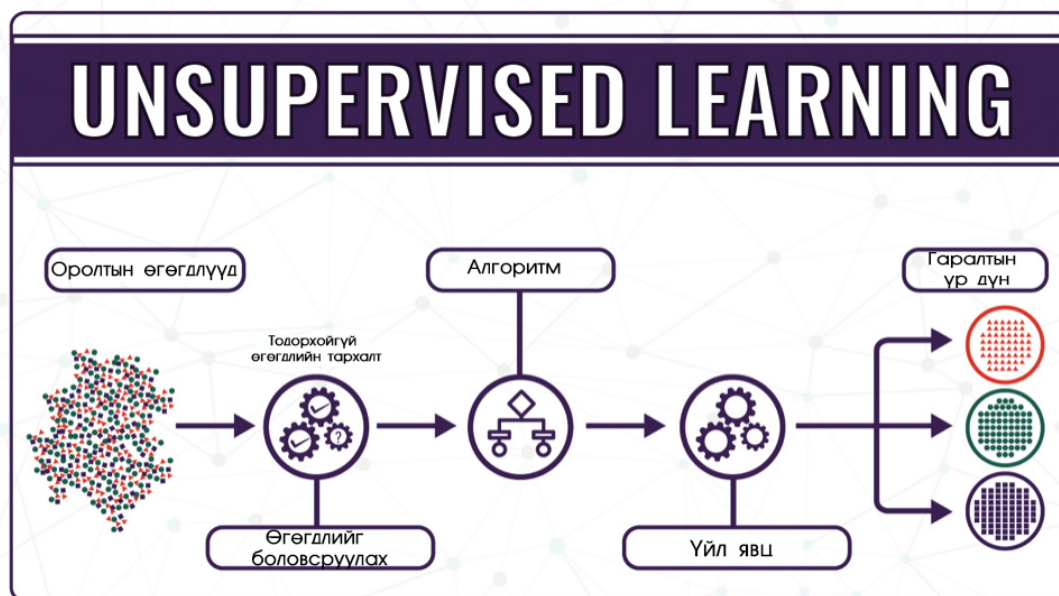 UNSUPERVISED LEARNING
Оролтын өгөгдлүүд
Алгоритм
Гаралтын
үр дүн
Тодорхойгүй
өгөгдлийн тархалт
?
Өгөгдлийг
боловсруулах
Үйл явц